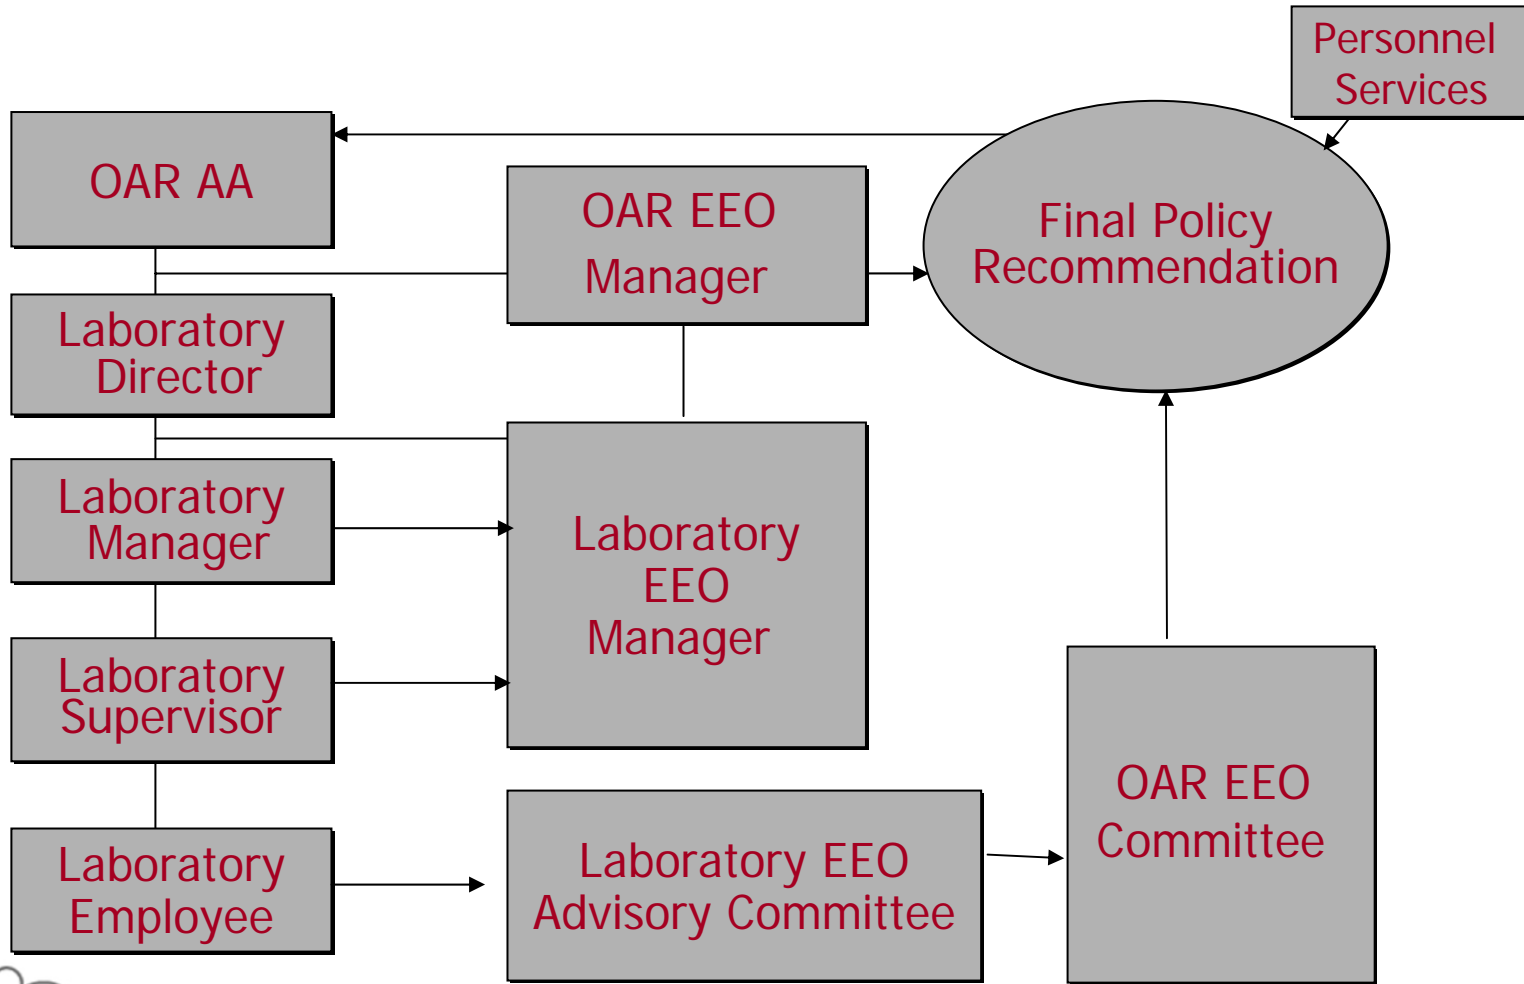 Personnel
Services
OAR AA
OAR EEO
Manager
Final Policy
Recommendation
Laboratory
Director
Laboratory
Manager
Laboratory
EEO
Manager
Laboratory
Supervisor
OAR EEO
Committee
Laboratory
Employee
Laboratory EEO
Advisory Committee